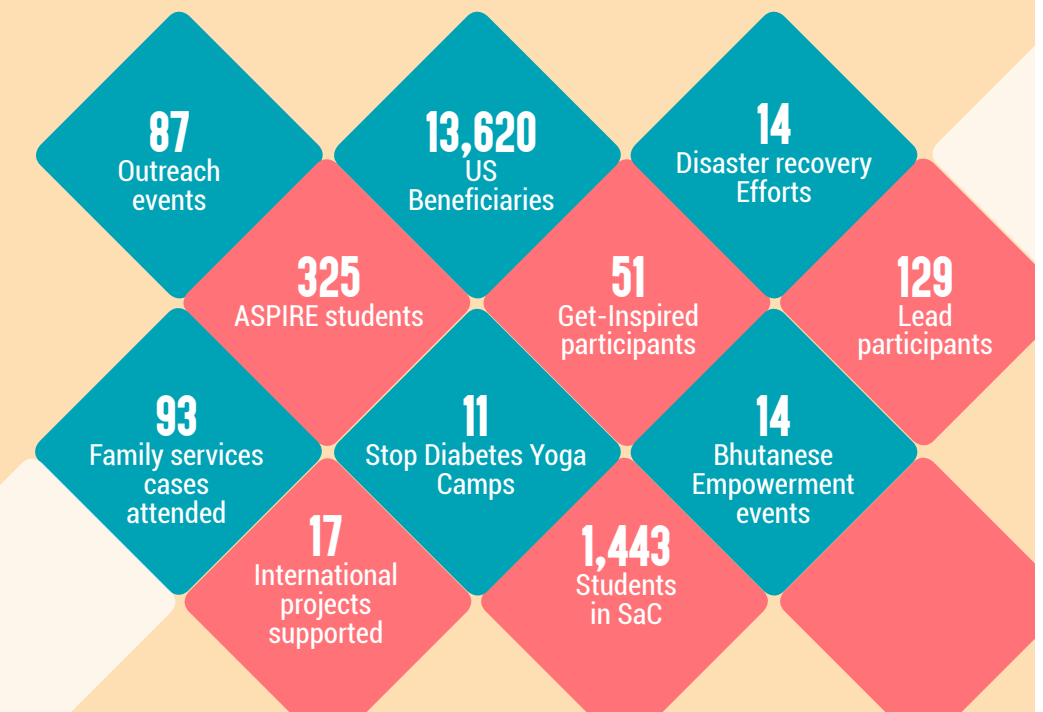 87
Outreach
events
13,620
US
Beneficiaries
14
Disaster recovery
Efforts
325
ASPIRE students
51
Get-Inspired
participants
129
Lead
participants
93
Family services
cases
attended
11
Stop Diabetes Yoga
Camps
14
Bhutanese
Empowerment
events
17
International
projects
supported
1,443
Students
in SaC